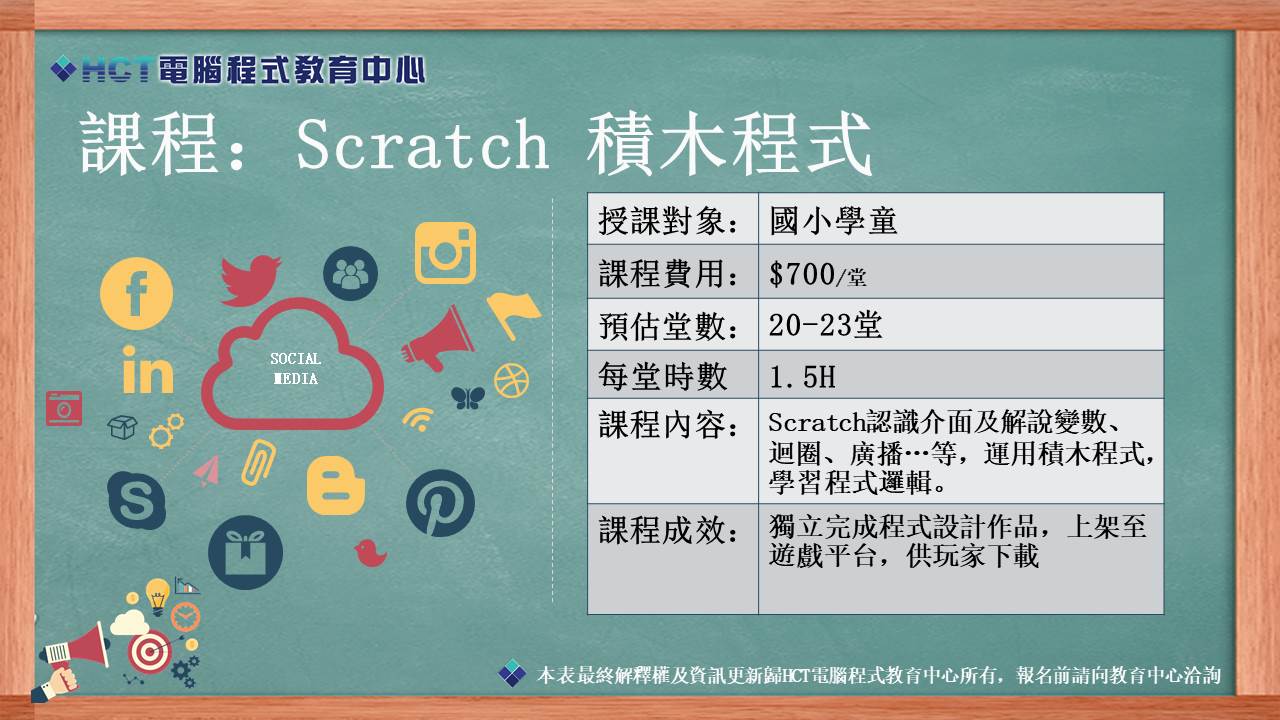 HCT電腦程式教育中心
課程：Scratch 積木程式
授課對象： 國小學童
課程費用： $700/堂
預估堂數： 20-23堂
每堂時數 1.5H
課程內容： Scratch認識介面及解說變數、
迴圈、廣播…等，運用積木程式，
學習程式邏輯。
課程成效： 獨立完成程式設計作品，上架至
遊戲平台，供玩家下載
SOCIAL
MEDIA
本表最終解釋權及資訊更新歸HCT電腦程式教育中心所有，報名前請向教育中心洽詢